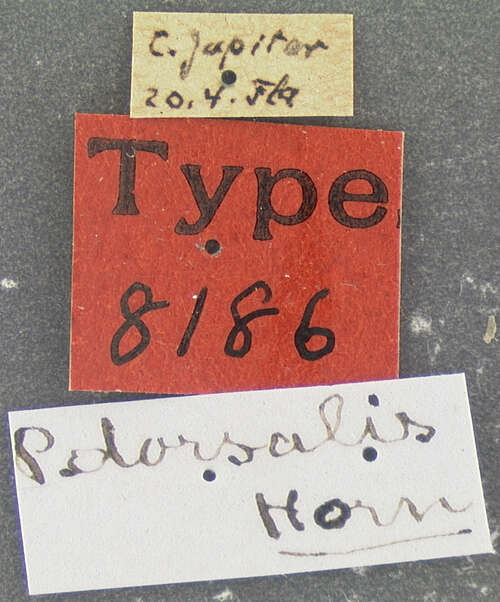 C. Jupiter
20.4. Fla
Type
8186
P. dorsalis
Horn